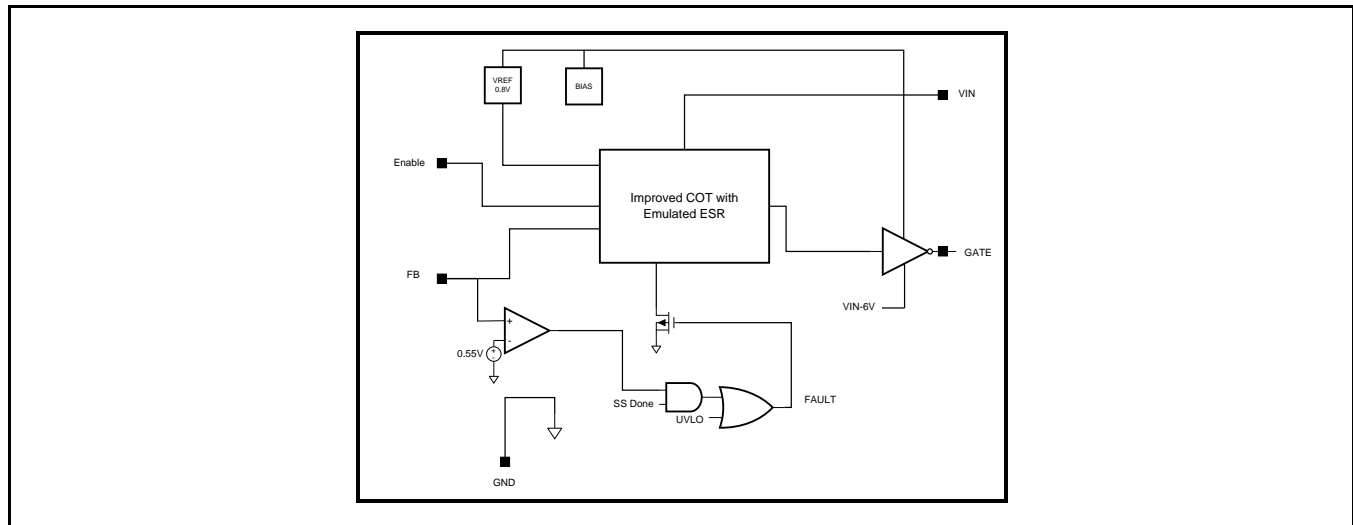 VREF
0.8V
BIAS
VIN
Enable
Improved COT with
Emulated ESR
GATE
FB
VIN-6V
+
-
0.55V
+
-
SS Done
UVLO
FAULT
GND